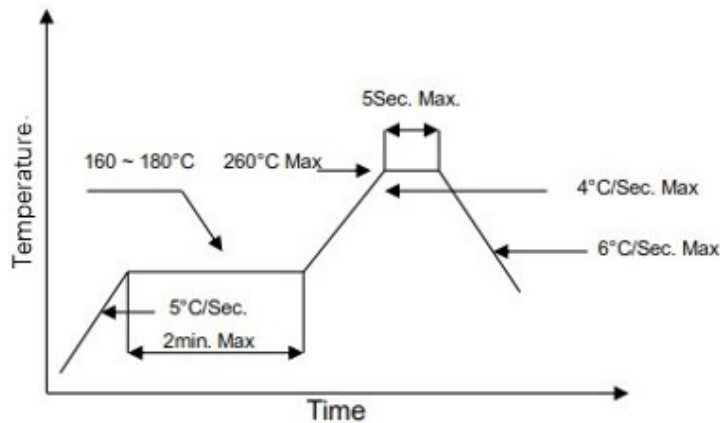 5Sec. Max.
160 ~ 180°C
260°C Max
4°C/Sec. Max
6°C/Sec. Max
5°C/Sec.
2min. Max
Temperature
Time